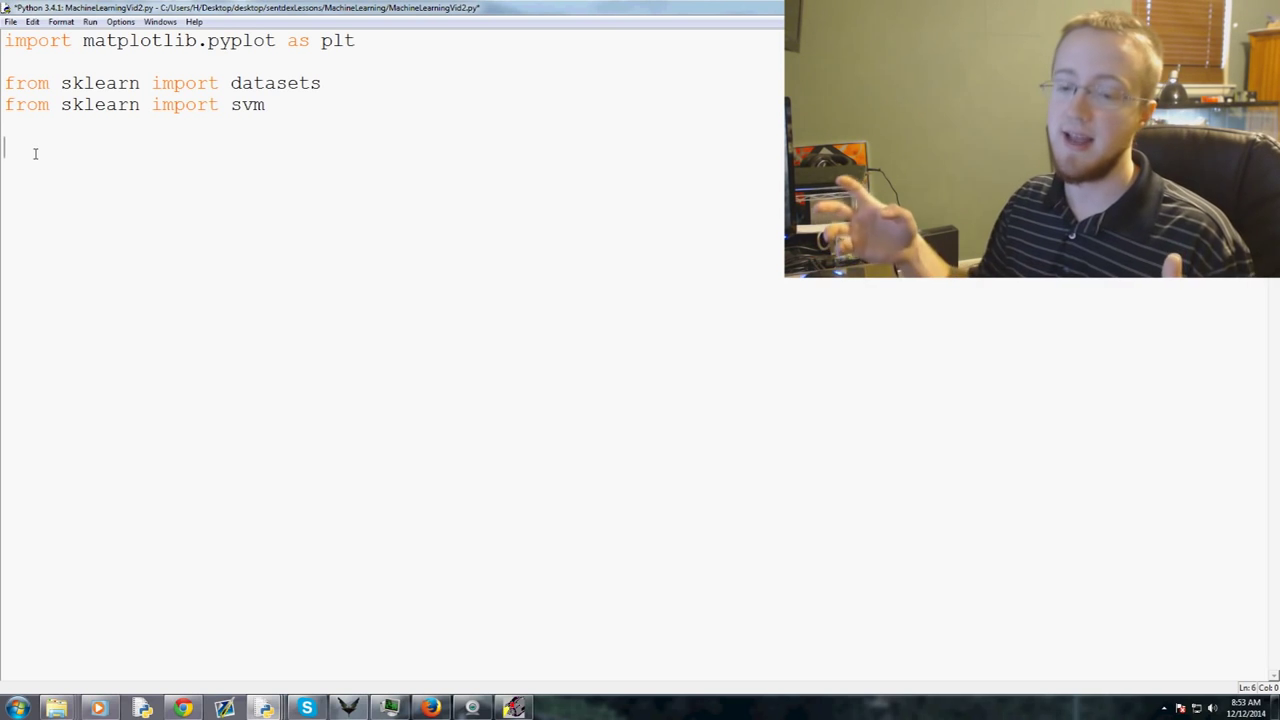 *Python 3.4.1: MachineLearningVid2.py - C:/Users/H/Desktop/desktop/sentdexLessons/MachineLearning/MachineLearningVid2.py*
File Edit Format Run Options Windows Help
import matplotlib.pyplot as plt
from sklearn import datasets
from sklearn import svm
Ln: 6 Col: 0
8:53 AM
12/12/2014